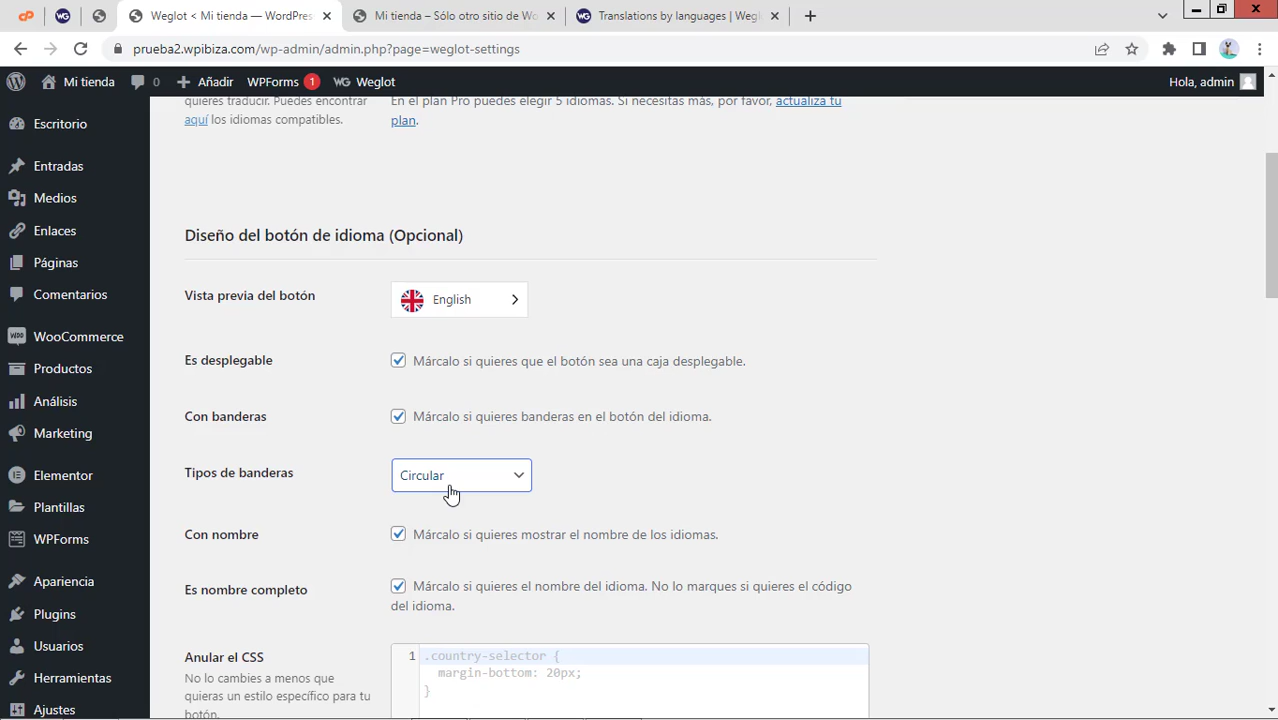 Weglot < Mi tienda — WordPres
Mi tienda – Sólo otro sitio de Wo
Translations by languages | Wegl
prueba2.wpibiza.com/wp-admin/admin.php?page=weglot-settings
Mi tienda
0
Añadir
WPForms 1
Weglot
Hola, admin
Escritorio
Entradas
Medios
Enlaces
Páginas
Comentarios
WooCommerce
Productos
Análisis
Marketing
Elementor
Plantillas
WPForms
Apariencia
Plugins
Usuarios
Herramientas
Ajustes
quieres traducir. Puedes encontrar
aquí los idiomas compatibles.
En el plan Pro puedes elegir 5 idiomas. Si necesitas más, por favor, actualiza tu
plan.
Diseño del botón de idioma (Opcional)
Vista previa del botón
English
Es desplegable
Márcalo si quieres que el botón sea una caja desplegable.
Con banderas
Márcalo si quieres banderas en el botón del idioma.
Tipos de banderas
Circular
Con nombre
Márcalo si quieres mostrar el nombre de los idiomas.
Es nombre completo
Márcalo si quieres el nombre del idioma. No lo marques si quieres el código
del idioma.
Anular el CSS
No lo cambies a menos que
quieras un estilo específico para tu
botón.
1 .country-selector {
margin-bottom: 20px;
}